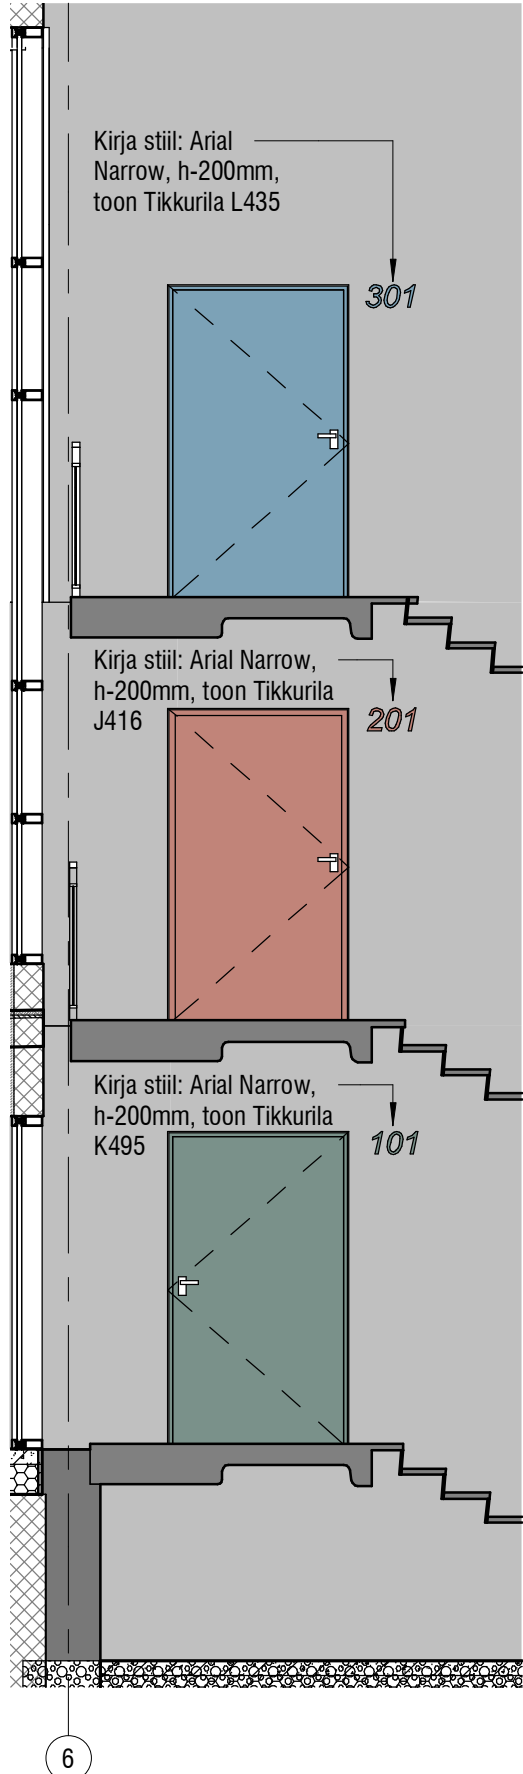 Kirja stiil: Arial
Narrow, h-200mm,
toon Tikkurila L435
301
Kirja stiil: Arial Narrow,
h-200mm, toon Tikkurila
J416
201
Kirja stiil: Arial Narrow,
h-200mm, toon Tikkurila
K495
101
6